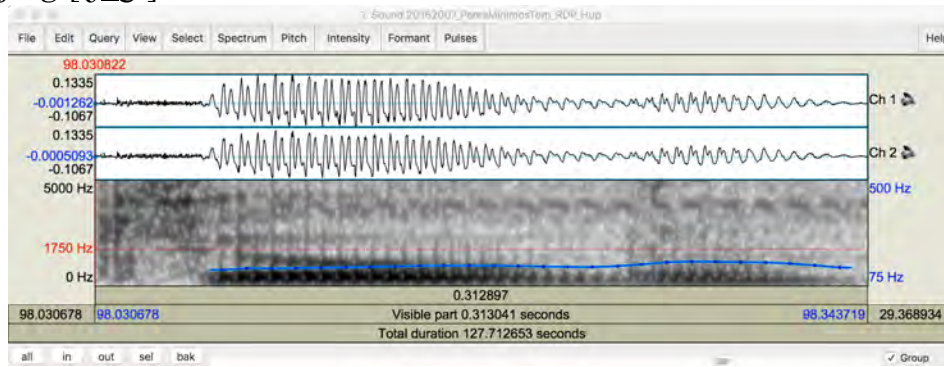 File Edit Query View Select Spectrum Pitch Intensity Formant Pulses Help
98.030822
0.1335
-0.001262
-0.1067
Ch 1
0.1335
-0.0005093
-0.1067
Ch 2
5000 Hz 500 Hz
1750 Hz
0 Hz 75 Hz
0.312897
98.030678 98.030678 Visible part 0.313041 seconds 98.343719 29.368934
Total duration 127.712653 seconds
all in out sel bak Group